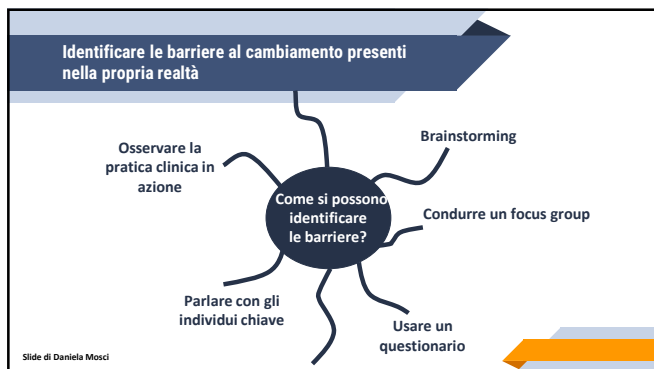 Identificare le barriere al cambiamento presenti
nella propria realtà
Osservare la
pratica clinica in
azione
Brainstorming
Come si possono
identificare
le barriere?
Condurre un focus group
Parlare con gli
individui chiave
Usare un
questionario
Slide di Daniela Mosci